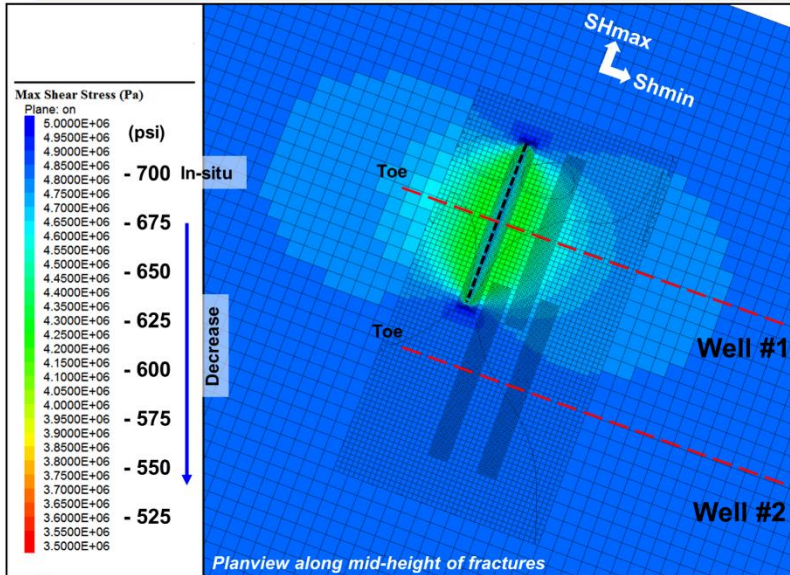 Max Shear Stress (Pa)
Plane: on
5.0000E+06
4.9500E+06
4.9000E+06
4.8500E+06
4.8000E+06
4.7500E+06
4.7000E+06
4.6500E+06
4.6000E+06
4.5500E+06
4.5000E+06
4.4500E+06
4.4000E+06
4.3500E+06
4.3000E+06
4.2500E+06
4.2000E+06
4.1500E+06
4.1000E+06
4.0500E+06
4.0000E+06
3.9500E+06
3.9000E+06
3.8500E+06
3.8000E+06
3.7500E+06
3.7000E+06
3.6500E+06
3.6000E+06
3.5500E+06
3.5000E+06
(psi)
- 700 In-situ
- 675
- 650
- 625
- 600
- 575
- 550
- 525
Decrease
SHmax
Shmin
Toe
Well #1
Toe
Well #2
Planview along mid-height of fractures